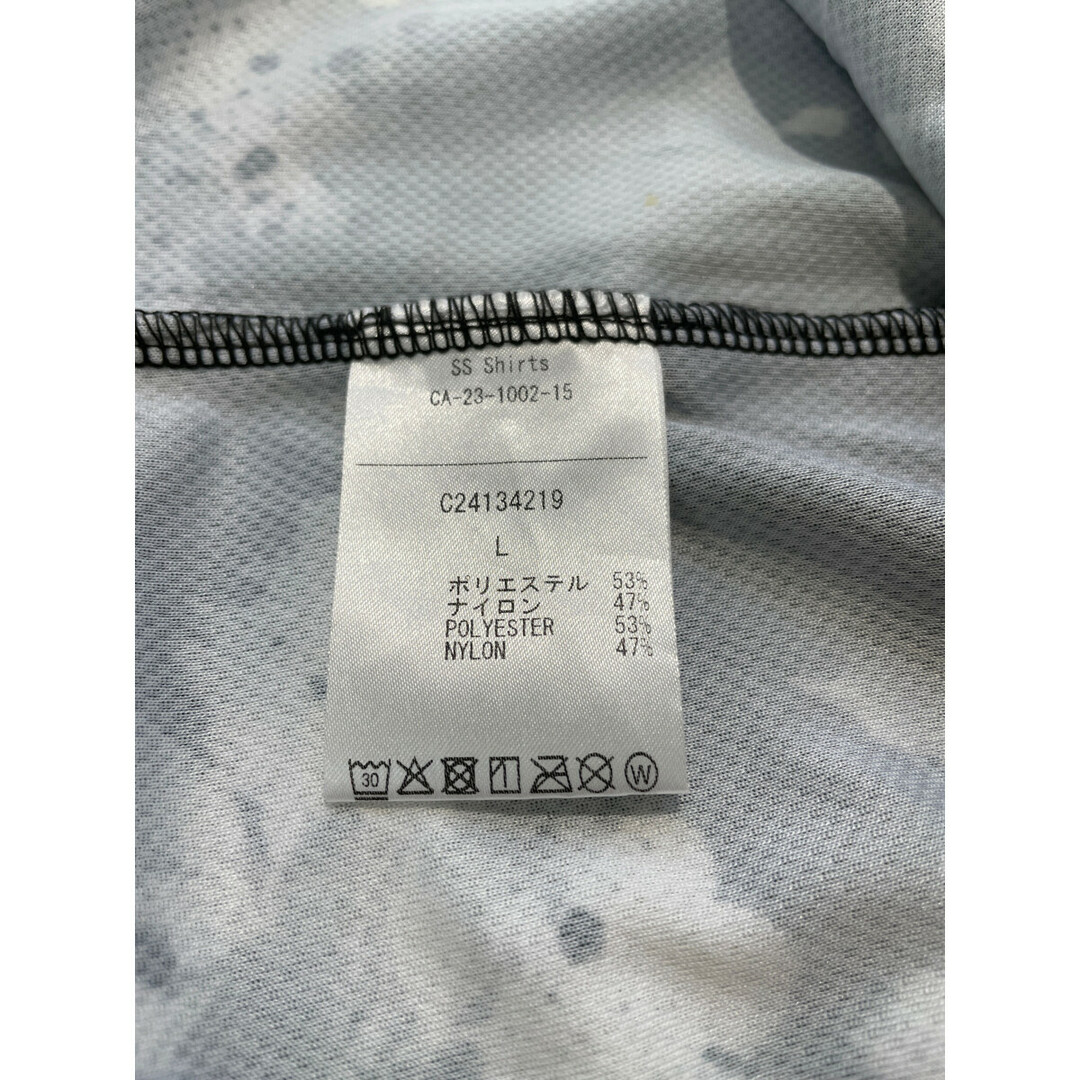 SS Shirts
CA-23-1002-15
C24134219
L
ポリエステル 53%
ナイロン 47%
POLYESTER 53%
NYLON 47%
30 W